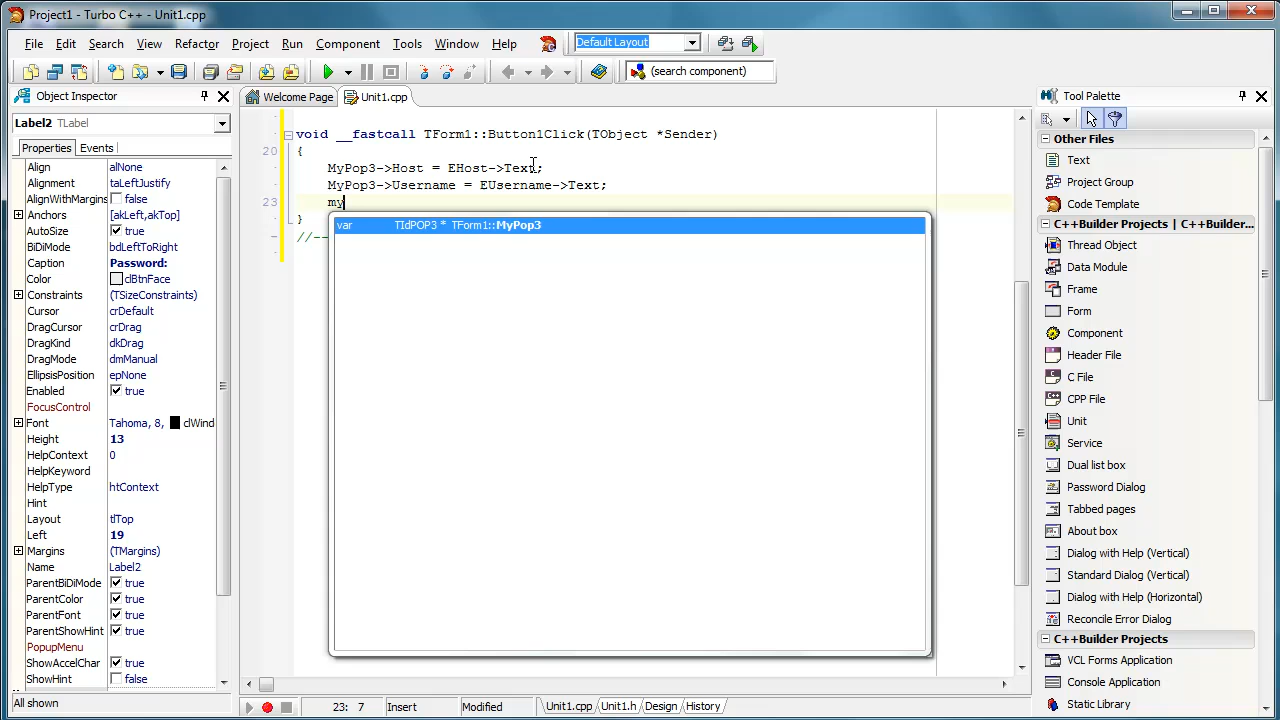 Project1 - Turbo C++ - Unit1.cpp
File Edit Search View Refactor Project Run Component Tools Window Help Default Layout
(search component)
Object Inspector
Label2 TLabel
Properties Events
Align alNone
Alignment taLeftJustify
AlignWithMargins false
Anchors [akLeft,akTop]
AutoSize true
BiDiMode bdLeftToRight
Caption Password:
Color clBtnFace
Constraints (TSizeConstraints)
Cursor crDefault
DragCursor crDrag
DragKind dkDrag
DragMode dmManual
EllipsisPosition epNone
Enabled true
FocusControl
Font Tahoma, 8, clWind
Height 13
HelpContext 0
HelpKeyword
HelpType htContext
Hint
Layout tlTop
Left 19
Margins (TMargins)
Name Label2
ParentBiDiMode true
ParentColor true
ParentFont true
ParentShowHint true
PopupMenu
ShowAccelChar true
ShowHint false
All shown
Welcome Page Unit1.cpp
void __fastcall TForm1::Button1Click(TObject *Sender)
20 {
MyPop3->Host = EHost->Text;
MyPop3->Username = EUsername->Text;
23 my
}
//--
var TIdPOP3 * TForm1::MyPop3
23: 7 Insert Modified Unit1.cpp Unit1.h Design History
Tool Palette
Other Files
Text
Project Group
Code Template
C++Builder Projects | C++Builder...
Thread Object
Data Module
Frame
Form
Component
Header File
C File
CPP File
Unit
Service
Dual list box
Password Dialog
Tabbed pages
About box
Dialog with Help (Vertical)
Standard Dialog (Vertical)
Dialog with Help (Horizontal)
Reconcile Error Dialog
C++Builder Projects
VCL Forms Application
Console Application
Static Library